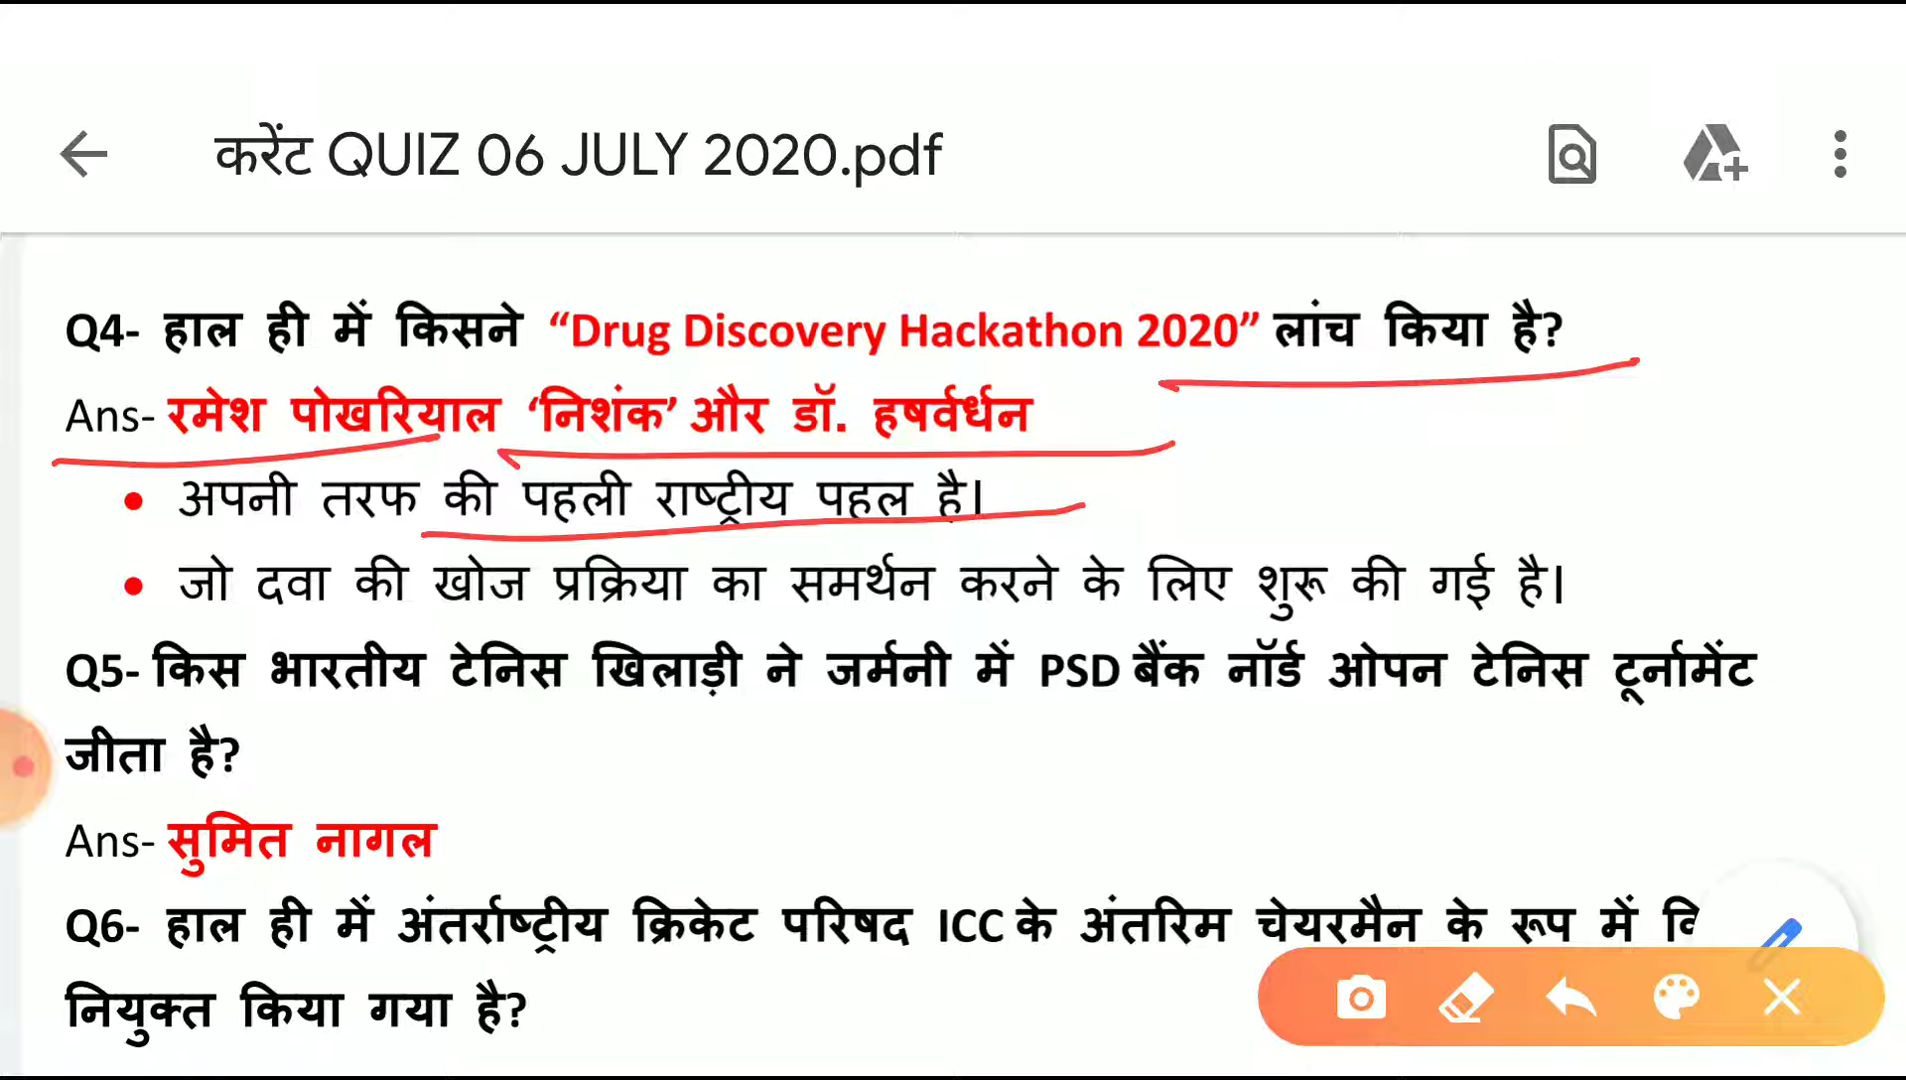 करेंट QUIZ 06 JULY 2020.pdf
Q4- हाल ही में किसने “Drug Discovery Hackathon 2020” लांच किया है?
Ans- रमेश पोखरियाल ‘निशंक’ और डॉ. हषर्वर्धन
• अपनी तरफ की पहली राष्ट्रीय पहल है।
• जो दवा की खोज प्रक्रिया का समर्थन करने के लिए शुरू की गई है।
Q5- किस भारतीय टेनिस खिलाड़ी ने जर्मनी में PSD बैंक नॉर्ड ओपन टेनिस टूर्नामेंट
जीता है?
Ans- सुमित नागल
Q6- हाल ही में अंतर्राष्ट्रीय क्रिकेट परिषद ICC के अंतरिम चेयरमैन के रूप में
नियुक्त किया गया है?